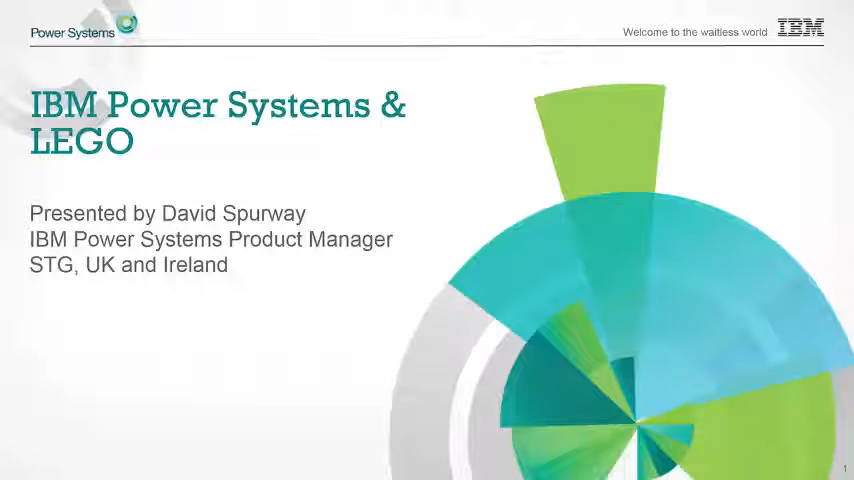 Power Systems
Welcome to the waitless world IBM
IBM Power Systems &
LEGO
Presented by David Spurway
IBM Power Systems Product Manager
STG, UK and Ireland
1